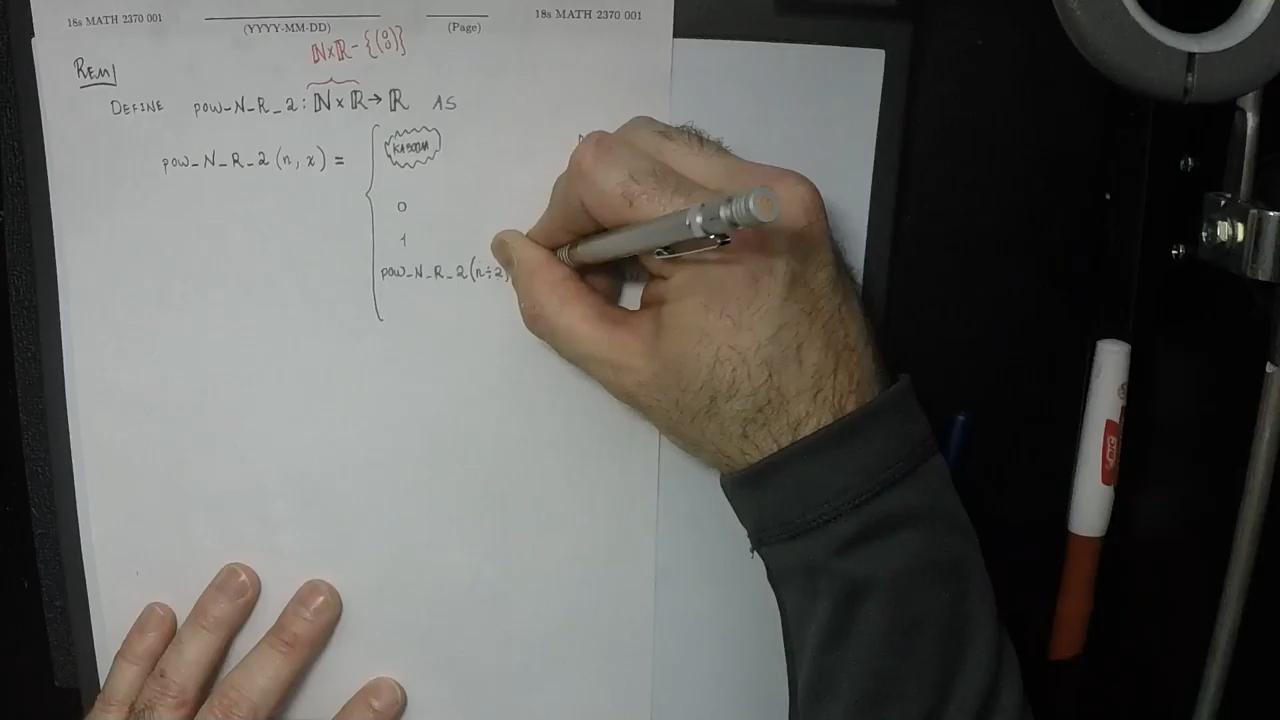 18s MATH 2370 001 (YYYY-MM-DD) (Page) 18s MATH 2370 001
ℕ×ℝ-{(0 0)}
REM
DEFINE pow_N_R_2: ℕ×ℝ→ℝ AS
pow_N_R_2(n,x) = { KABOOM
0
1
pow_N_R_2(n÷2)
BIC